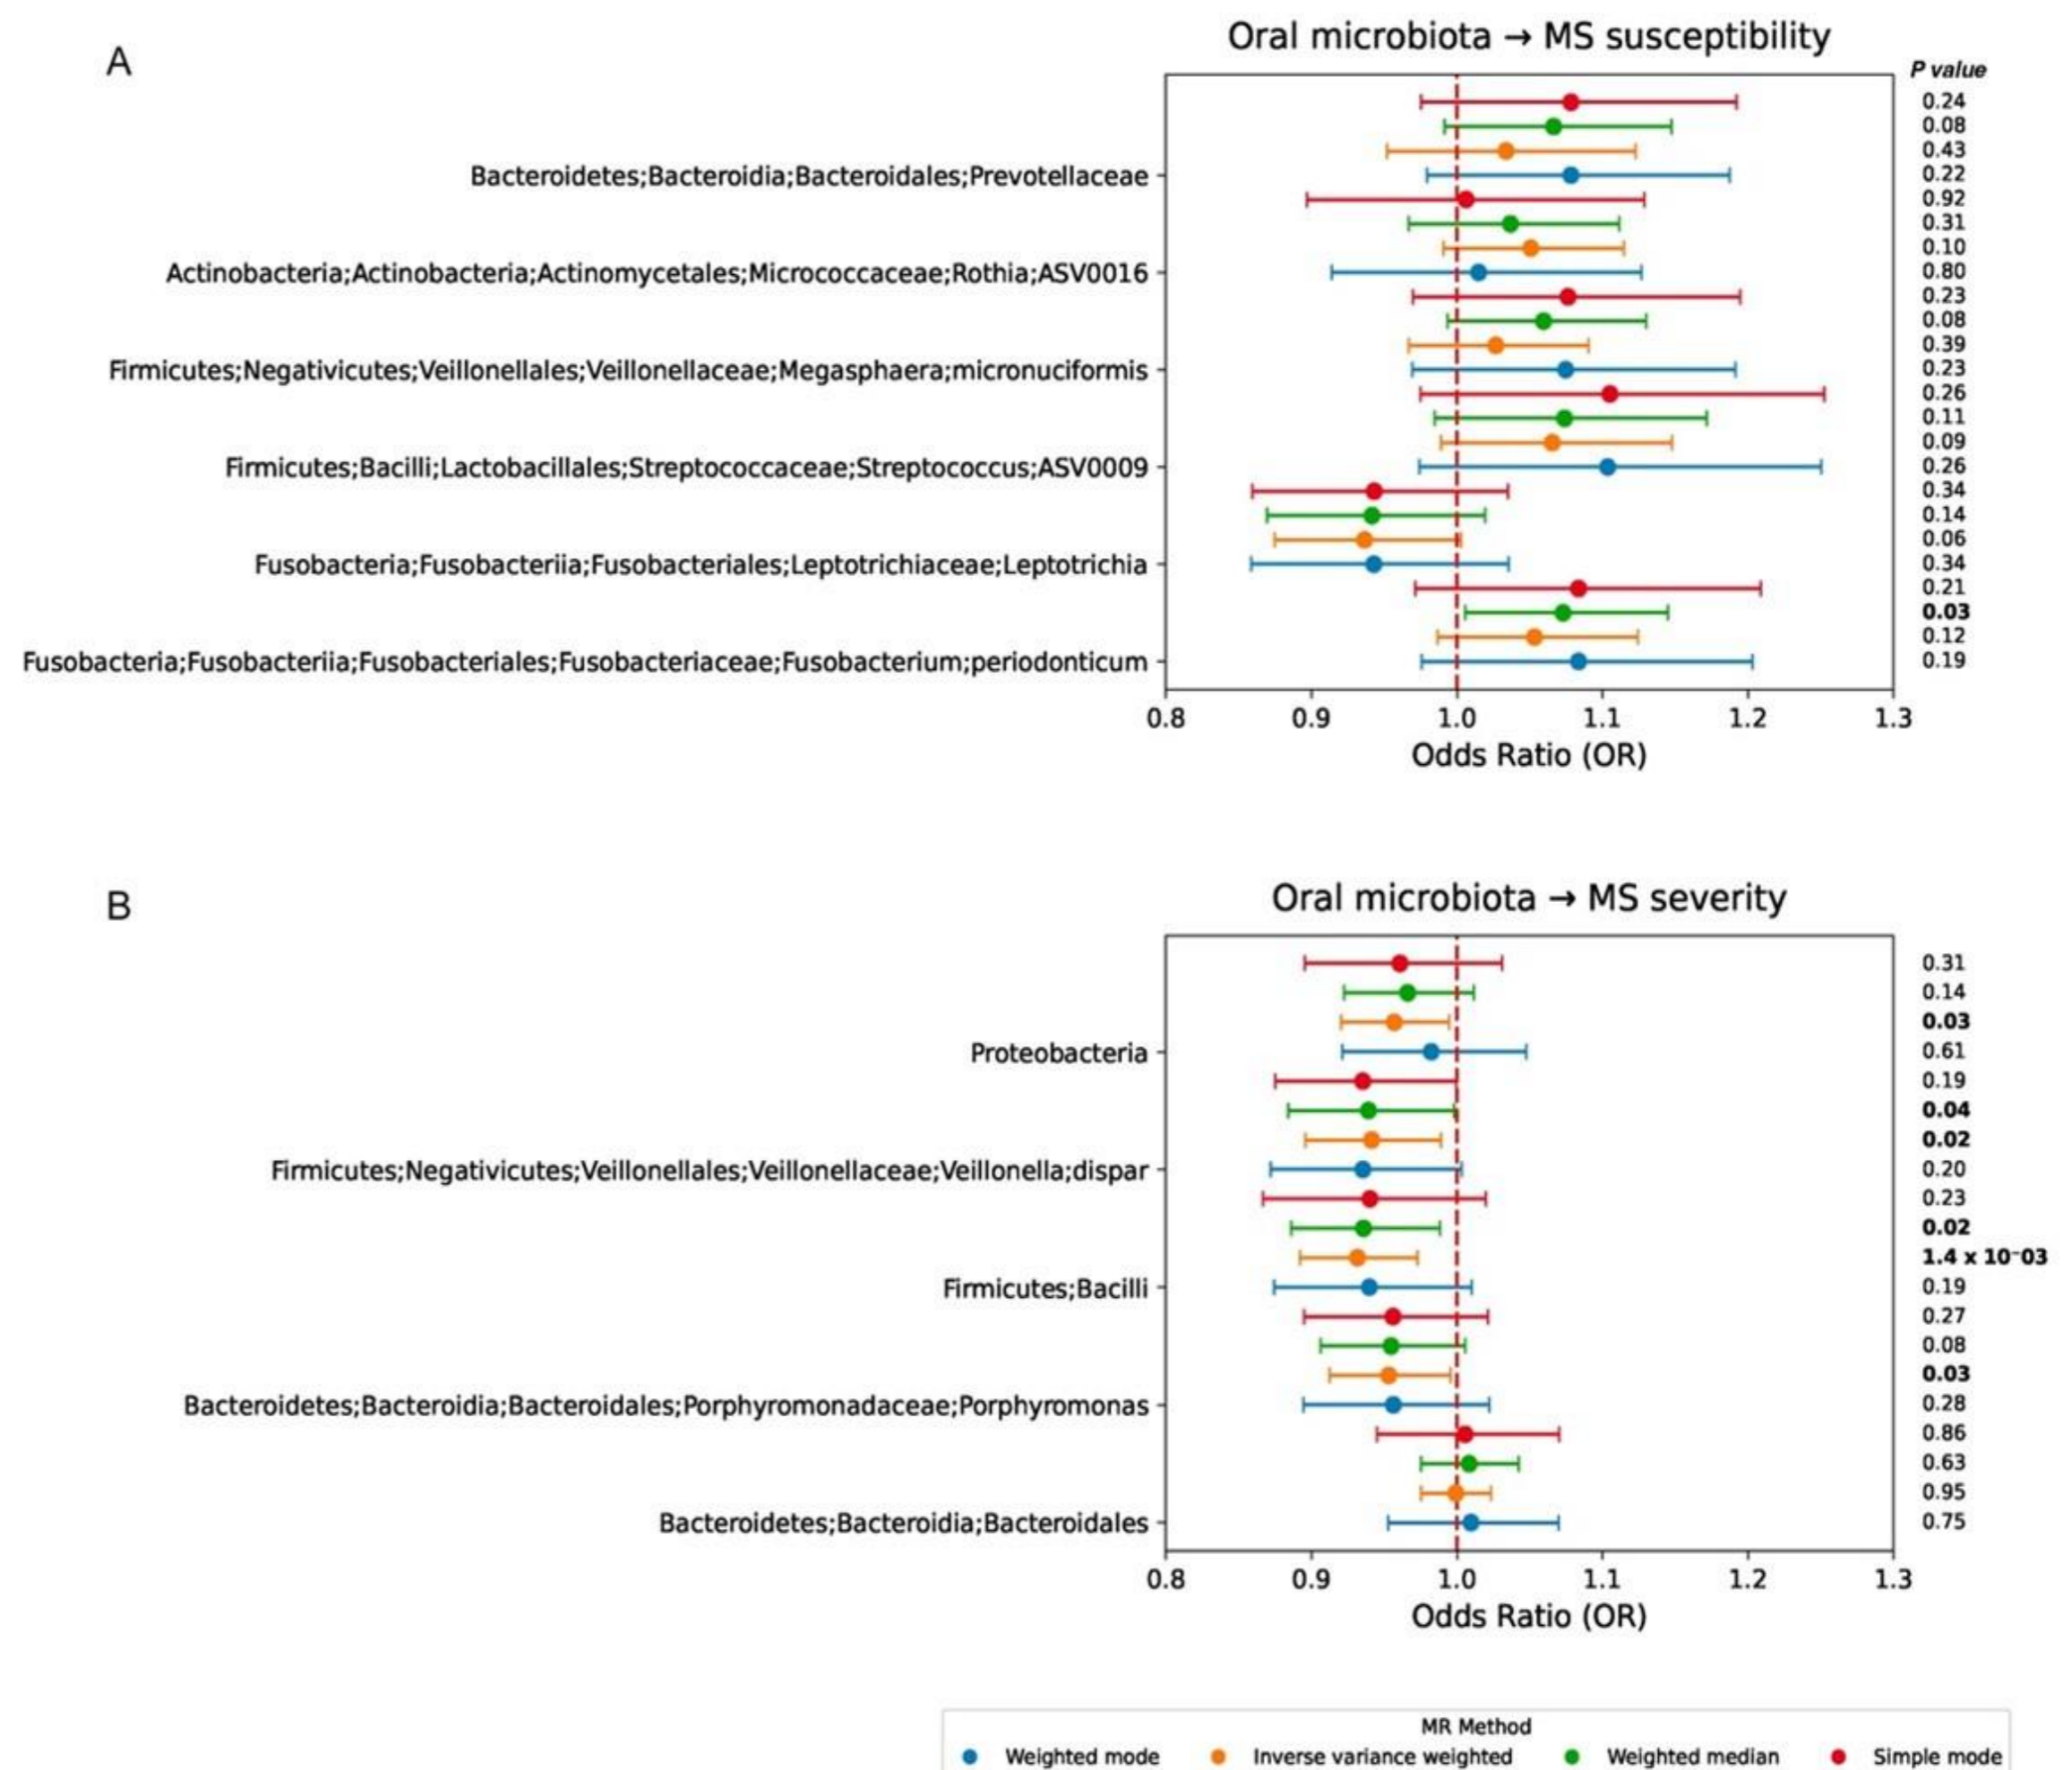 A
Oral microbiota → MS susceptibility
P value
0.24
0.08
0.43
Bacteroidetes;Bacteroidia;Bacteroidales;Prevotellaceae
0.22
0.92
0.31
0.10
Actinobacteria;Actinobacteria;Actinomycetales;Micrococcaceae;Rothia;ASV0016
0.80
0.23
0.08
0.39
Firmicutes;Negativicutes;Veillonellales;Veillonellaceae;Megasphaera;micronuciformis
0.23
0.26
0.11
0.09
Firmicutes;Bacilli;Lactobacillales;Streptococcaceae;Streptococcus;ASV0009
0.26
0.34
0.14
0.06
Fusobacteria;Fusobacteriia;Fusobacteriales;Leptotrichiaceae;Leptotrichia
0.34
0.21
0.03
0.12
Fusobacteria;Fusobacteriia;Fusobacteriales;Fusobacteriaceae;Fusobacterium;periodonticum
0.19
0.8 0.9 1.0 1.1 1.2 1.3
Odds Ratio (OR)
B
Oral microbiota → MS severity
0.31
0.14
0.03
Proteobacteria
0.61
0.19
0.04
0.02
Firmicutes;Negativicutes;Veillonellales;Veillonellaceae;Veillonella;dispar
0.20
0.23
0.02
1.4 x 10⁻03
Firmicutes;Bacilli
0.19
0.27
0.08
0.03
Bacteroidetes;Bacteroidia;Bacteroidales;Porphyromonadaceae;Porphyromonas
0.28
0.86
0.63
0.95
Bacteroidetes;Bacteroidia;Bacteroidales
0.75
0.8 0.9 1.0 1.1 1.2 1.3
Odds Ratio (OR)
MR Method
Weighted mode Inverse variance weighted Weighted median Simple mode